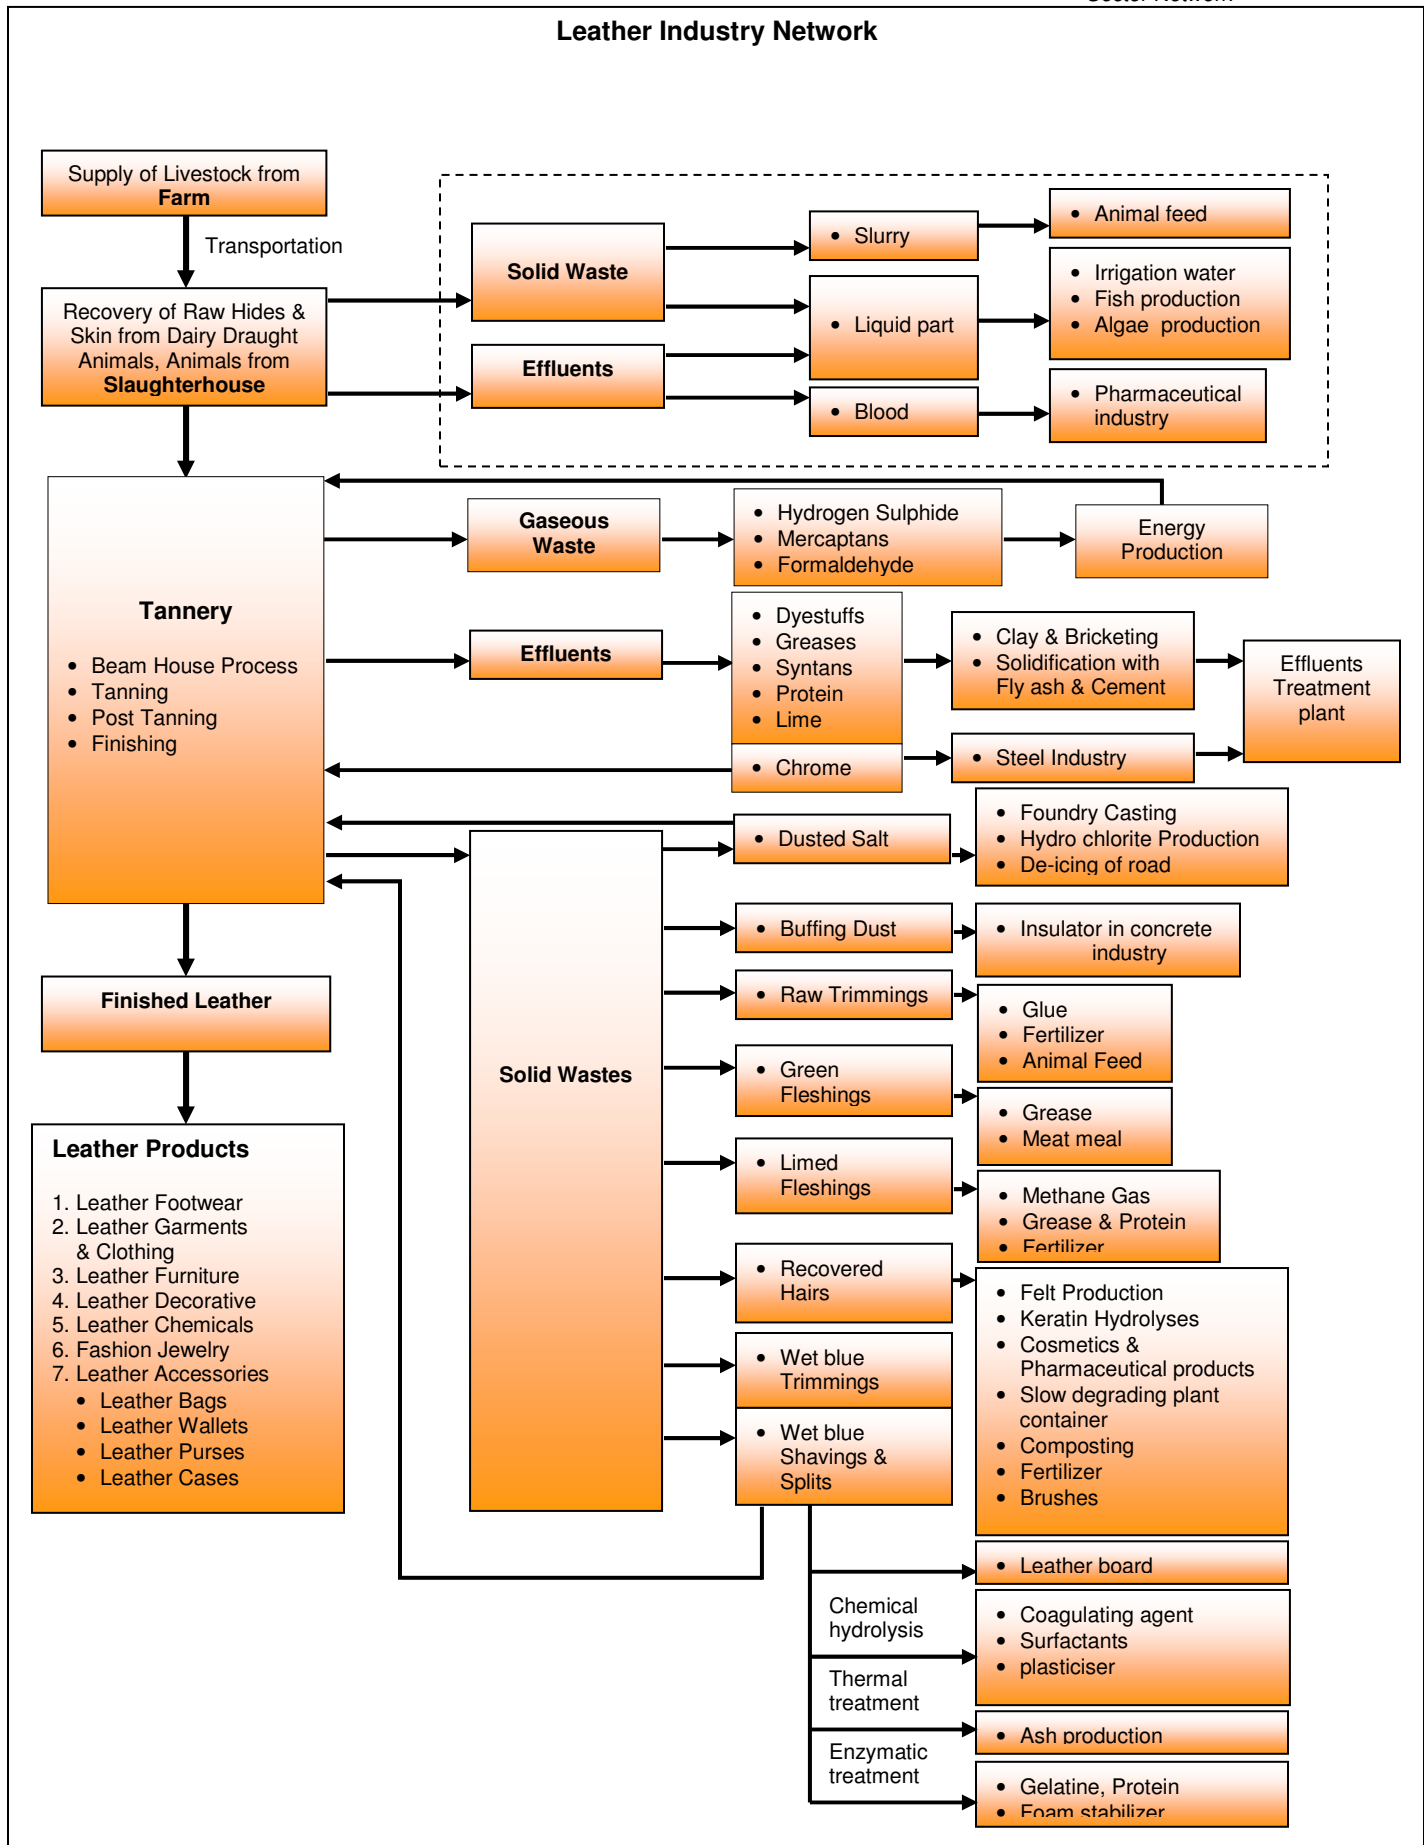 Leather Industry Network
Supply of Livestock from
Farm
Transportation
Recovery of Raw Hides &
Skin from Dairy Draught
Animals, Animals from
Slaughterhouse
Solid Waste
Effluents
• Slurry
• Liquid part
• Blood
• Animal feed
• Irrigation water
• Fish production
• Algae production
• Pharmaceutical
industry
Tannery
• Beam House Process
• Tanning
• Post Tanning
• Finishing
Gaseous
Waste
• Hydrogen Sulphide
• Mercaptans
• Formaldehyde
Energy
Production
Effluents
• Dyestuffs
• Greases
• Syntans
• Protein
• Lime
• Chrome
• Clay & Bricketing
• Solidification with
Fly ash & Cement
• Steel Industry
Effluents
Treatment
plant
Solid Wastes
• Dusted Salt
• Foundry Casting
• Hydro chlorite Production
• De-icing of road
• Buffing Dust
• Insulator in concrete
industry
• Raw Trimmings
• Glue
• Fertilizer
• Animal Feed
• Green
Fleshings
• Grease
• Meat meal
• Limed
Fleshings
• Methane Gas
• Grease & Protein
• Fertilizer
• Recovered
Hairs
• Felt Production
• Keratin Hydrolyses
• Cosmetics &
Pharmaceutical products
• Slow degrading plant
container
• Composting
• Fertilizer
• Brushes
• Wet blue
Trimmings
• Wet blue
Shavings &
Splits
• Leather board
Chemical
hydrolysis
• Coagulating agent
• Surfactants
• plasticiser
Thermal
treatment
• Ash production
Enzymatic
treatment
• Gelatine, Protein
• Foam stabilizer
Finished Leather
Leather Products
1. Leather Footwear
2. Leather Garments
& Clothing
3. Leather Furniture
4. Leather Decorative
5. Leather Chemicals
6. Fashion Jewelry
7. Leather Accessories
• Leather Bags
• Leather Wallets
• Leather Purses
• Leather Cases